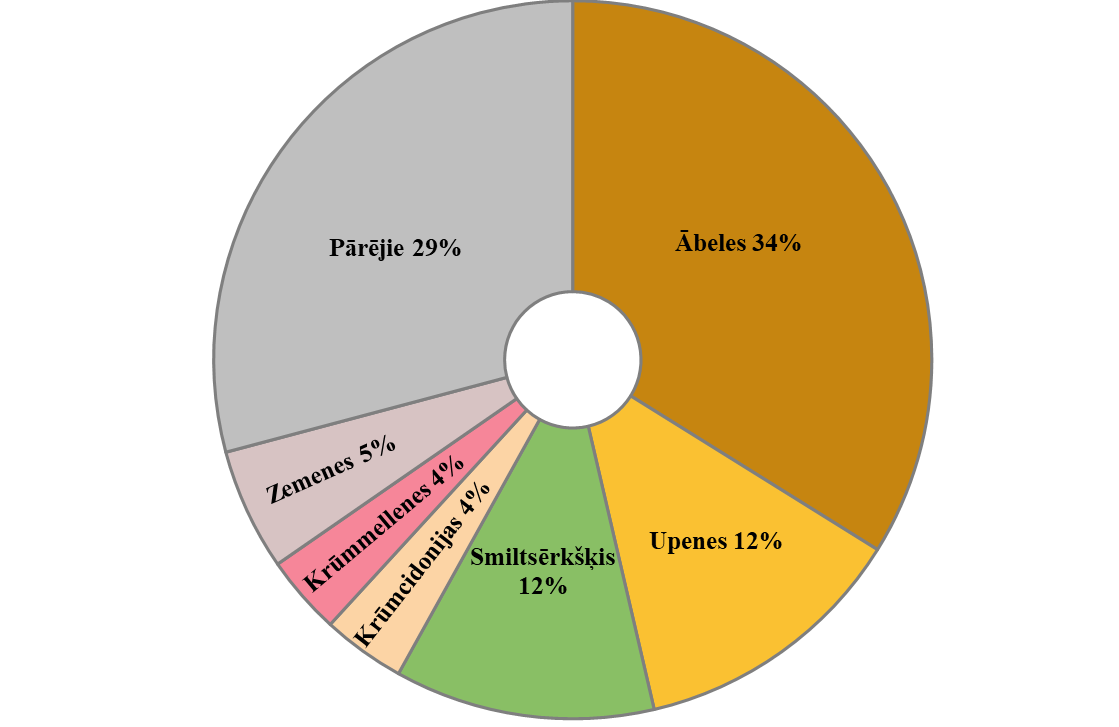 Ābeles 34%
Upenes 12%
Smiltsērkšķis
12%
Krūmcidonijas 4%
Krūmmellenes 4%
Zemenes 5%
Pārējie 29%